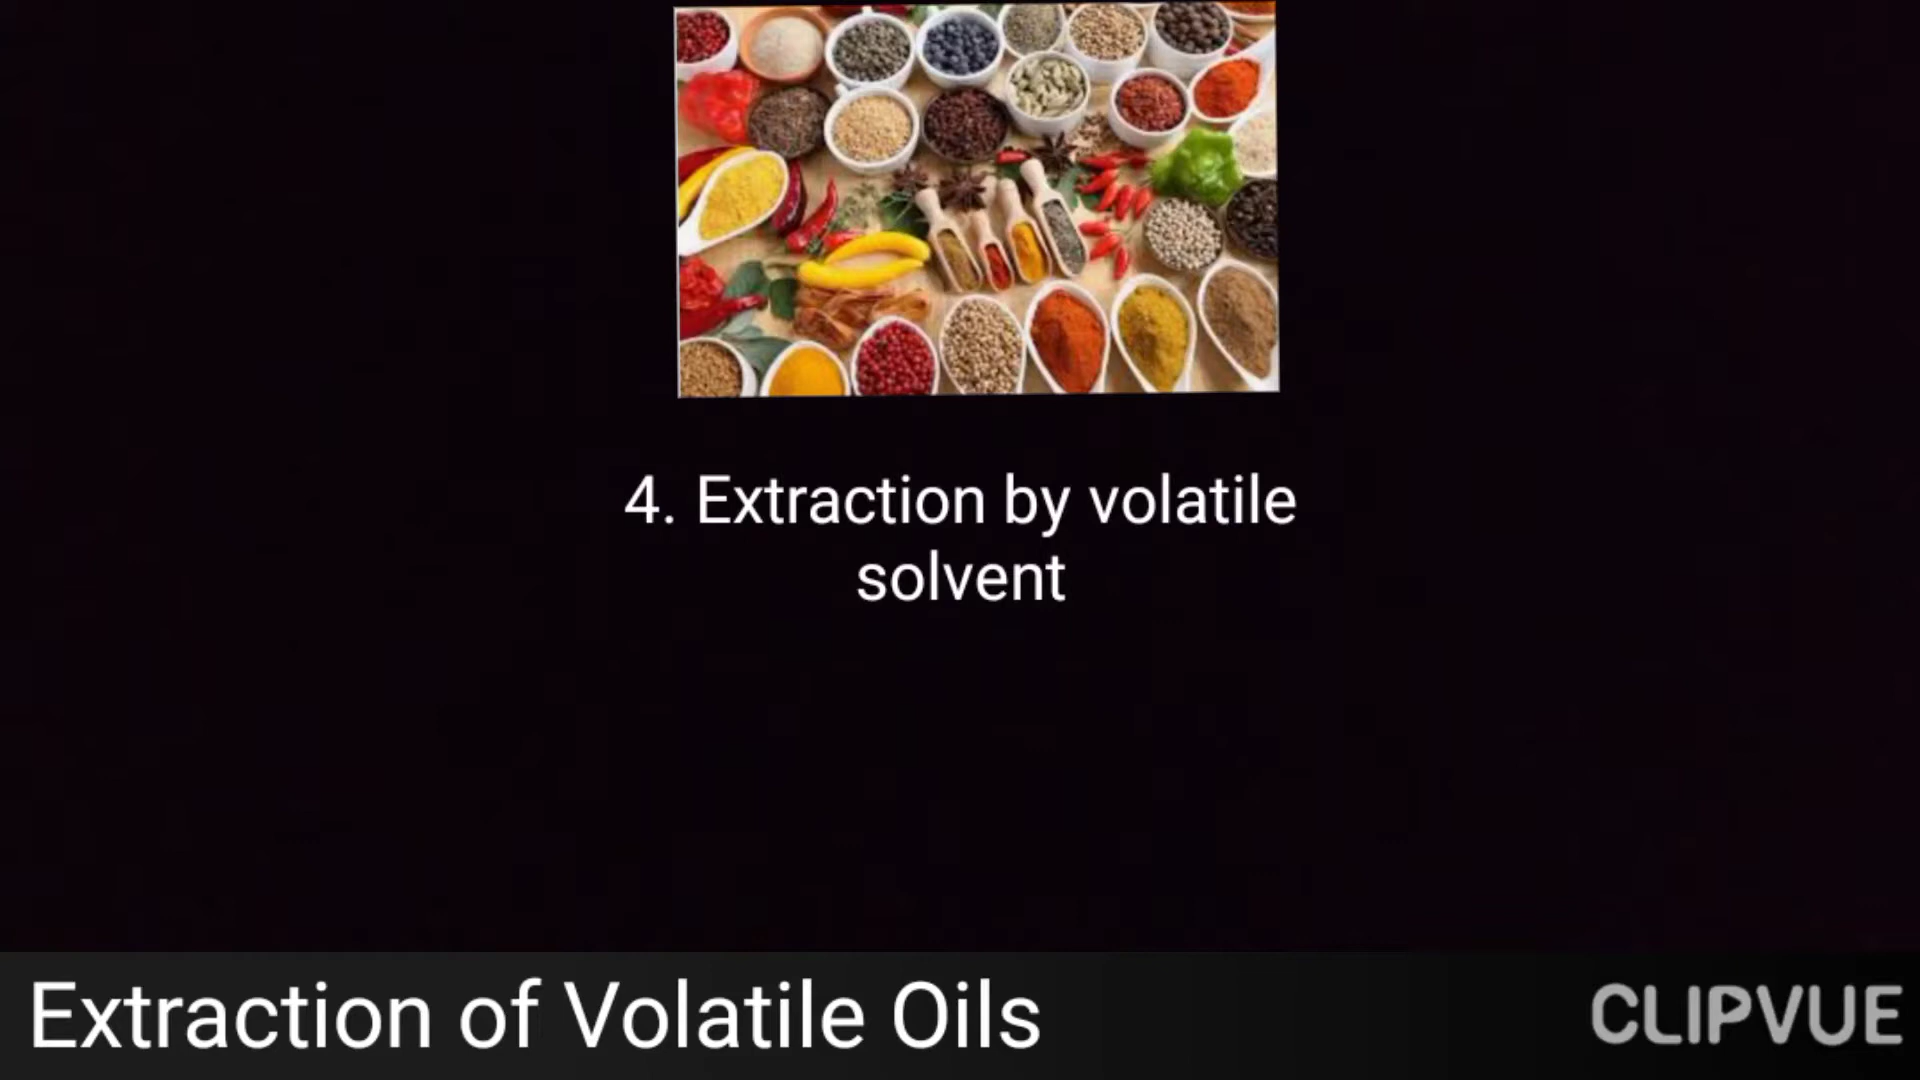 4. Extraction by volatile
solvent
Extraction of Volatile Oils
CLIPVUE